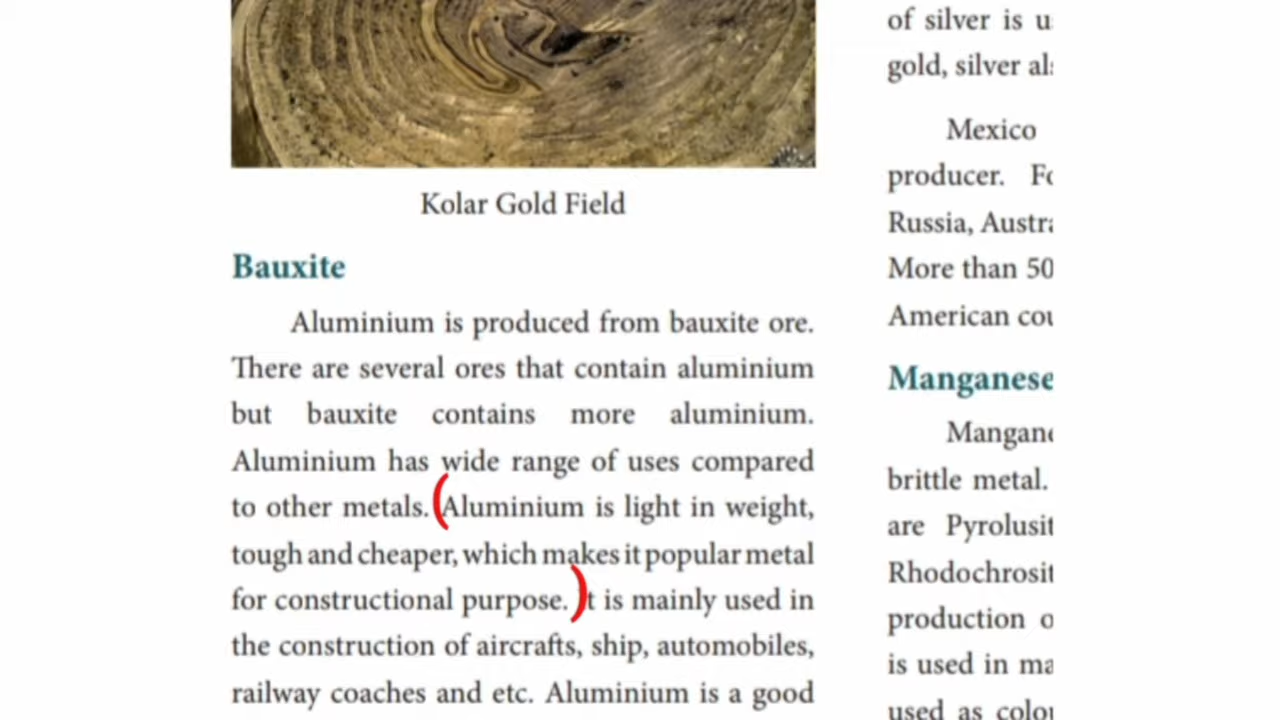 Kolar Gold Field
Bauxite
Aluminium is produced from bauxite ore.
There are several ores that contain aluminium
but bauxite contains more aluminium.
Aluminium has wide range of uses compared
to other metals. (Aluminium is light in weight,
tough and cheaper, which makes it popular metal
for constructional purpose.) It is mainly used in
the construction of aircrafts, ship, automobiles,
railway coaches and etc. Aluminium is a good
of silver is
gold, silver
Mexico
producer.
Russia,
More than 50
American
Manganese
brittle metal.
are
production
is used in
used as